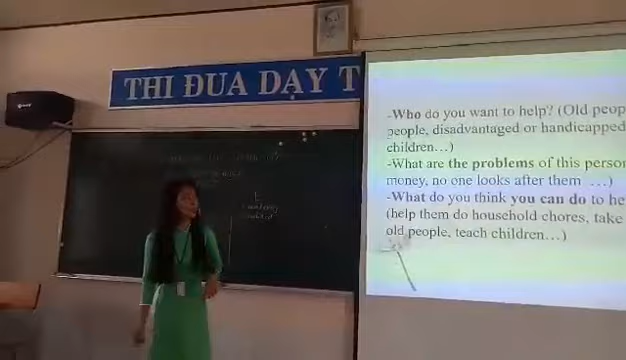 THI ĐUA DẠY T
-Who do you want to help? (Old peop
people, disadvantaged or handicapped
children…)
-What are the problems of this perso
money, no one looks after them …)
-What do you think you can do to he
(help them do household chores, take
old people, teach children…)